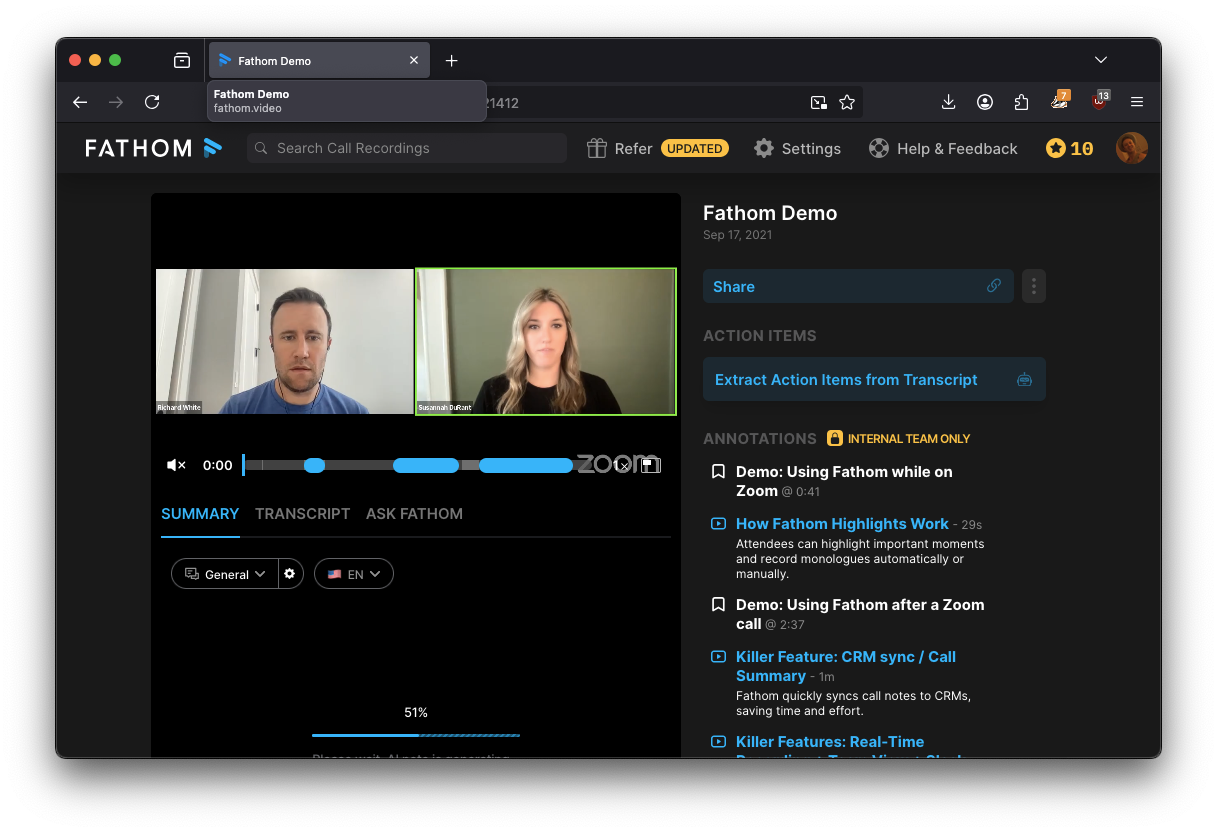 Fathom Demo
Fathom Demo
fathom.video
21412
7
13
FATHOM
Search Call Recordings
Refer
UPDATED
Settings
Help & Feedback
10
Richard White
Susannah DuRant
0:00
zoom
1x
SUMMARY
TRANSCRIPT
ASK FATHOM
General
EN
51%
Please wait, AI note is generating
Fathom Demo
Sep 17, 2021
Share
ACTION ITEMS
Extract Action Items from Transcript
ANNOTATIONS
INTERNAL TEAM ONLY
Demo: Using Fathom while on
Zoom @ 0:41
How Fathom Highlights Work - 29s
Attendees can highlight important moments
and record monologues automatically or
manually.
Demo: Using Fathom after a Zoom
call @ 2:37
Killer Feature: CRM sync / Call
Summary - 1m
Fathom quickly syncs call notes to CRMs,
saving time and effort.
Killer Features: Real-Time